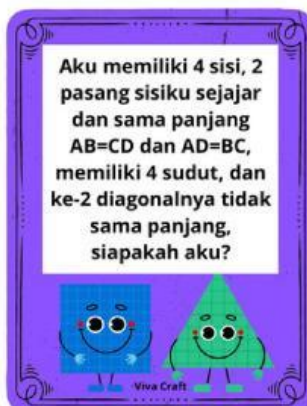 Aku memiliki 4 sisi, 2
pasang sisiku sejajar
dan sama panjang
AB=CD dan AD=BC,
memiliki 4 sudut, dan
ke-2 diagonalnya tidak
sama panjang,
siapakah aku?
Viva Craft